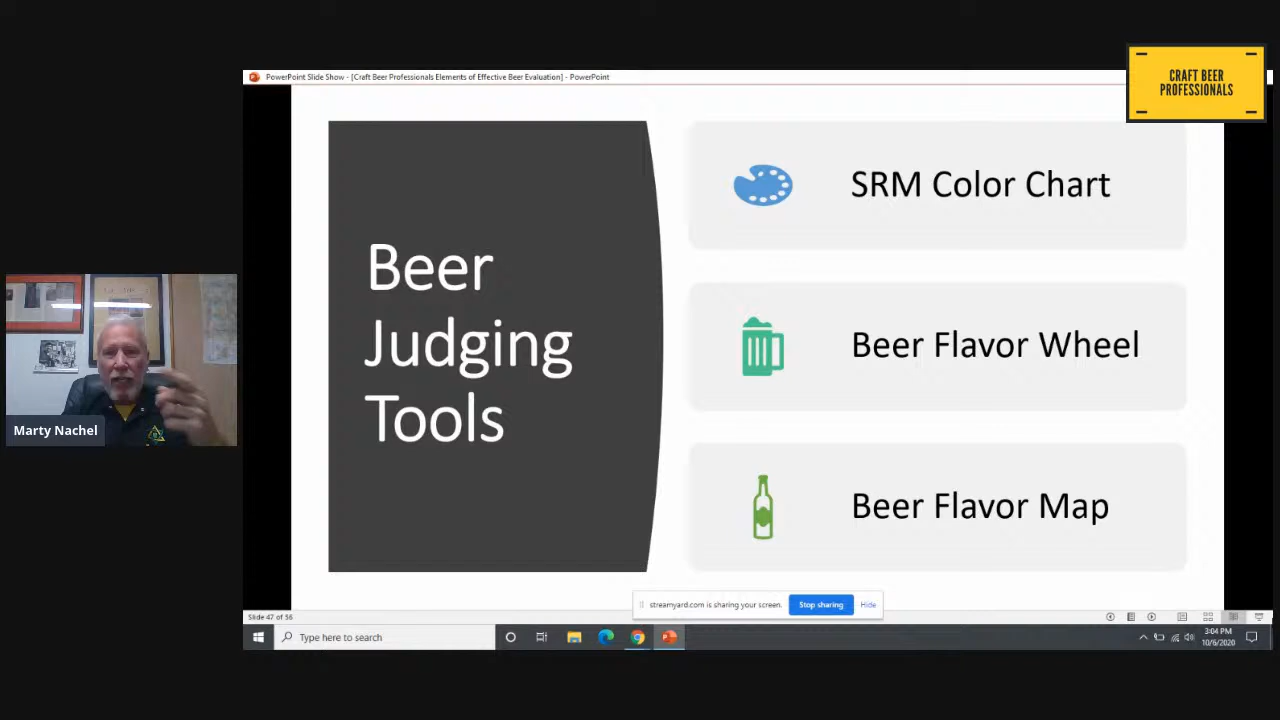 PowerPoint Slide Show - [Craft Beer Professionals Elements of Effective Beer Evaluation] - PowerPoint
CRAFT BEER
PROFESSIONALS
Beer
Judging
Tools
SRM Color Chart
Beer Flavor Wheel
Beer Flavor Map
Marty Nachel
streamyard.com is sharing your screen.
Stop sharing
Hide
Slide 47 of 56
Type here to search
3:04 PM
10/6/2020